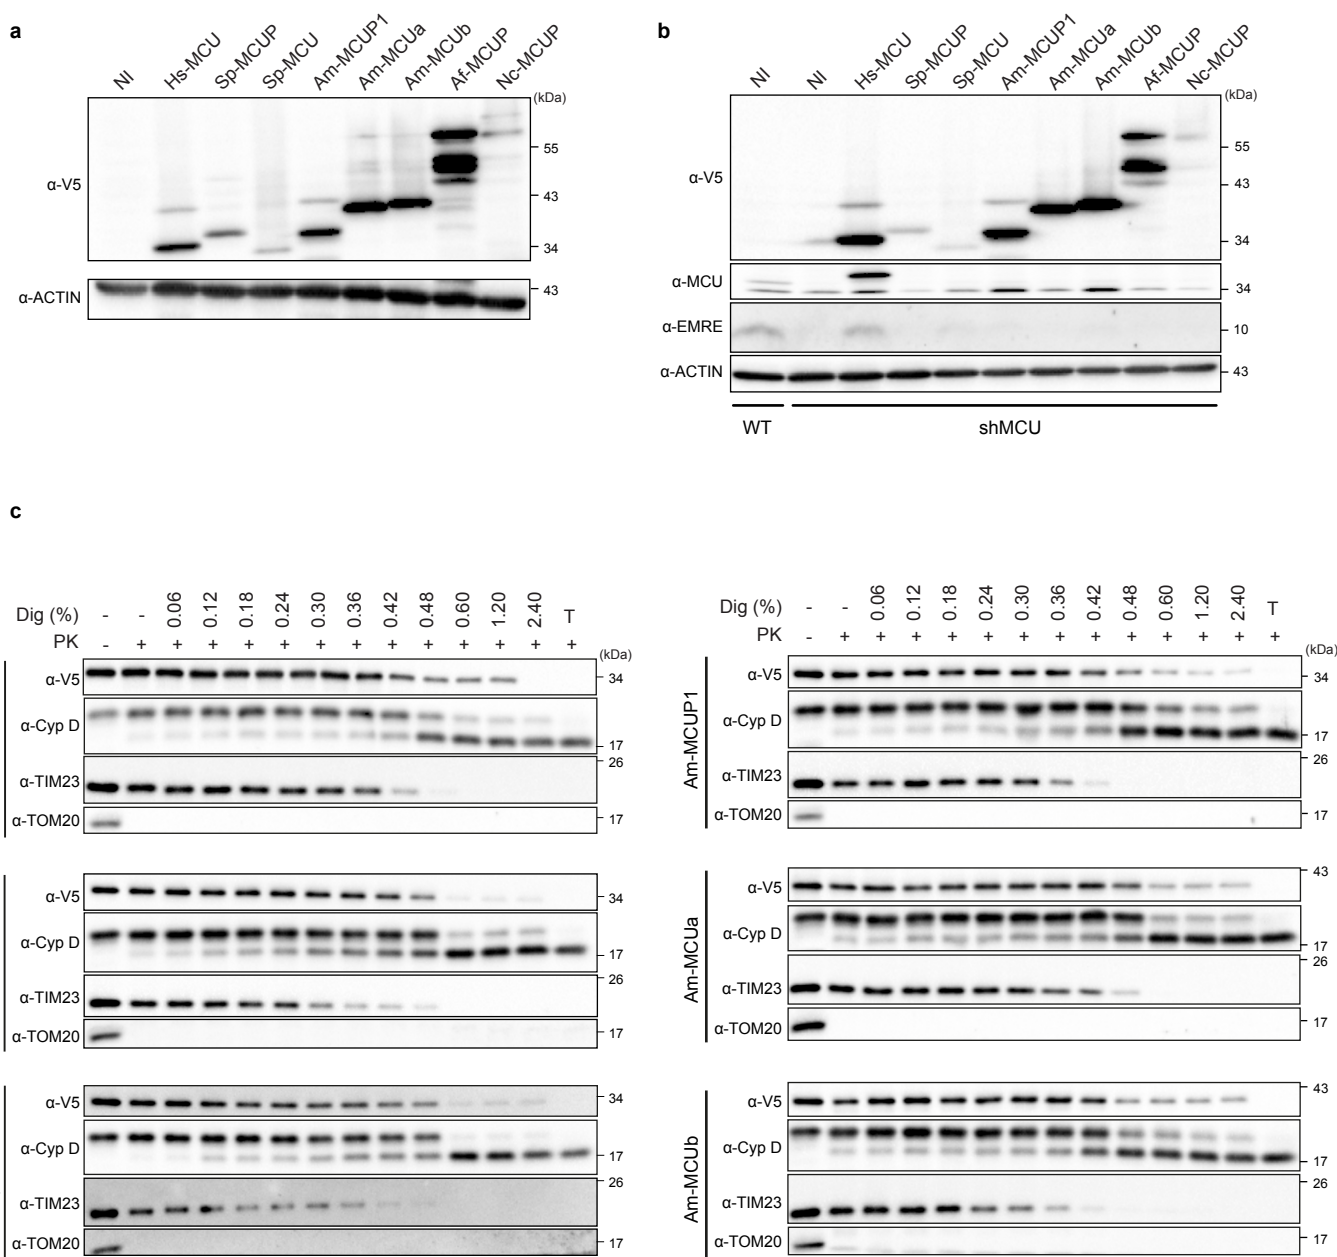 a
NI Hs-MCU Sp-MCUP Sp-MCU Am-MCUP1 Am-MCUa Am-MCUb Af-MCUP Nc-MCUP
(kDa)
α-V5
55
43
34
α-ACTIN
43
b
NI NI Hs-MCU Sp-MCUP Sp-MCU Am-MCUP1 Am-MCUa Am-MCUb Af-MCUP Nc-MCUP
(kDa)
α-V5
55
43
34
α-MCU
34
α-EMRE
10
α-ACTIN
43
WT shMCU
c
Dig (%) - - 0.06 0.12 0.18 0.24 0.30 0.36 0.42 0.48 0.60 1.20 2.40 T
PK - + + + + + + + + + + + + +
(kDa)
α-V5 34
α-Cyp D 17
α-TIM23 26
α-TOM20 17
α-V5 34
α-Cyp D 17
α-TIM23 26
α-TOM20 17
α-V5 34
α-Cyp D 17
α-TIM23 26
α-TOM20 17
Dig (%) - - 0.06 0.12 0.18 0.24 0.30 0.36 0.42 0.48 0.60 1.20 2.40 T
PK - + + + + + + + + + + + + +
(kDa)
Am-MCUP1
α-V5 34
α-Cyp D 17
α-TIM23 26
α-TOM20 17
Am-MCUa
α-V5 43
α-Cyp D 17
α-TIM23 26
α-TOM20 17
Am-MCUb
α-V5 43
α-Cyp D 17
α-TIM23 26
α-TOM20 17